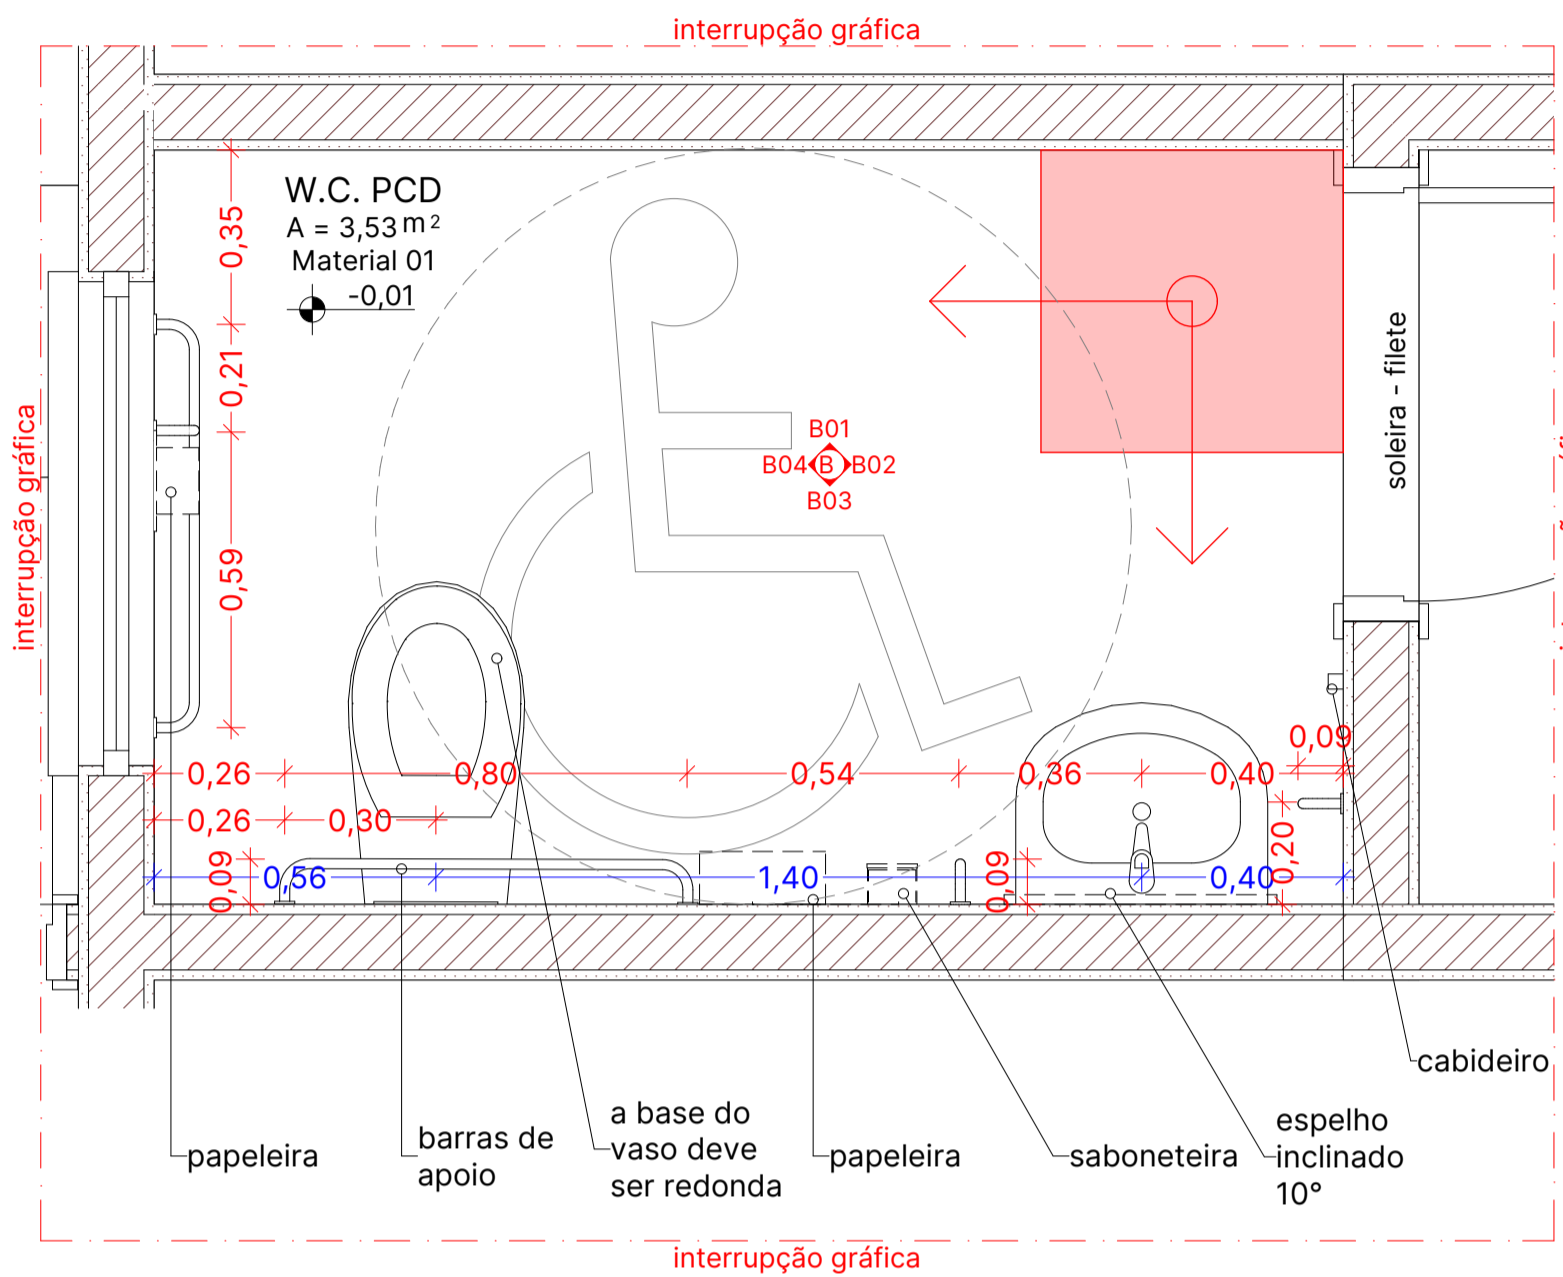 interrupção gráfica
W.C. PCD
A = 3,53 m²
Material 01
-0,01
0,35
0,21
0,59
interrupção gráfica
B01
B04 B B02
B03
soleira - filete
0,09
0,26 0,80 0,54 0,36 0,40
0,26 0,30
0,09 0,56 1,40 0,09 0,40 0,20
cabideiro
papeleira
barras de
apoio
a base do
vaso deve
ser redonda
papeleira
saboneteira
espelho
inclinado
10°
interrupção gráfica